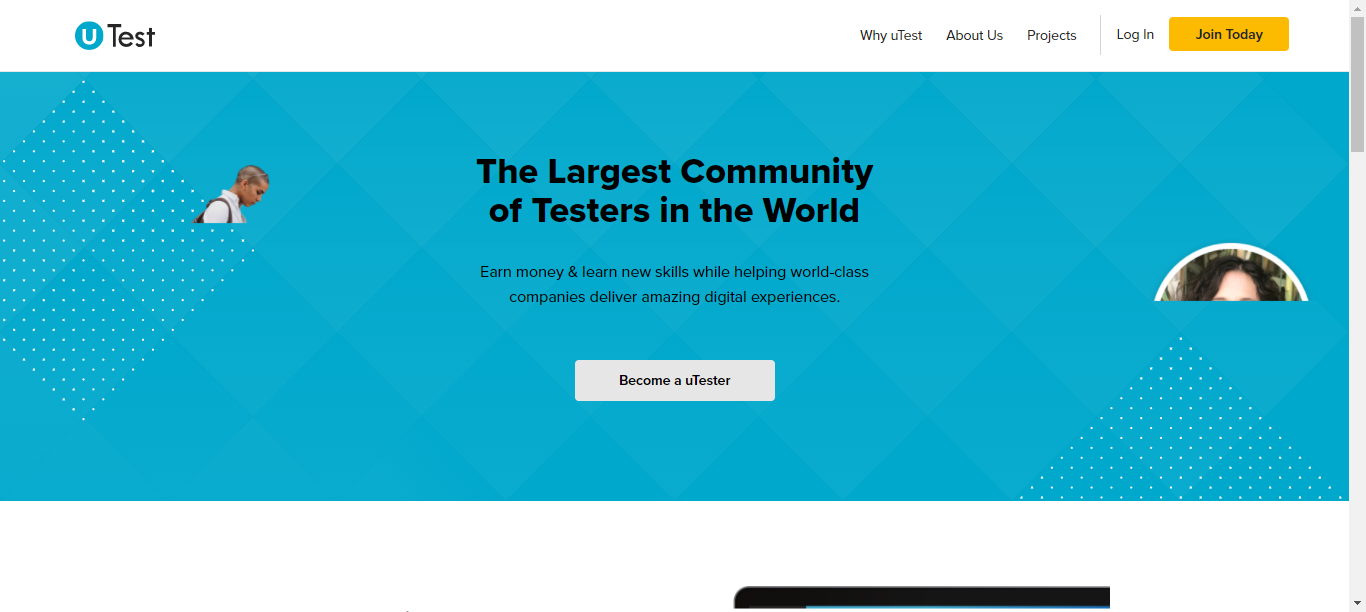 uTest
Why uTest
About Us
Projects
Log In
Join Today
The Largest Community
of Testers in the World
Earn money & learn new skills while helping world-class
companies deliver amazing digital experiences.
Become a uTester